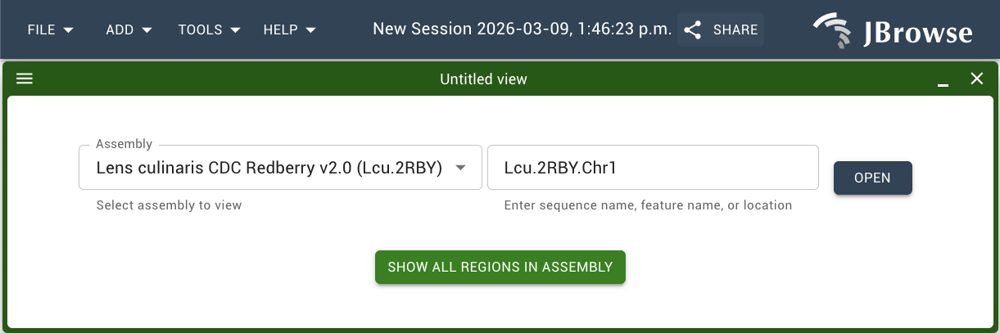 FILE ADD TOOLS HELP New Session 2026-03-09, 1:46:23 p.m. SHARE JBrowse
Untitled view
Assembly
Lens culinaris CDC Redberry v2.0 (Lcu.2RBY) Lcu.2RBY.Chr1 OPEN
Select assembly to view Enter sequence name, feature name, or location
SHOW ALL REGIONS IN ASSEMBLY